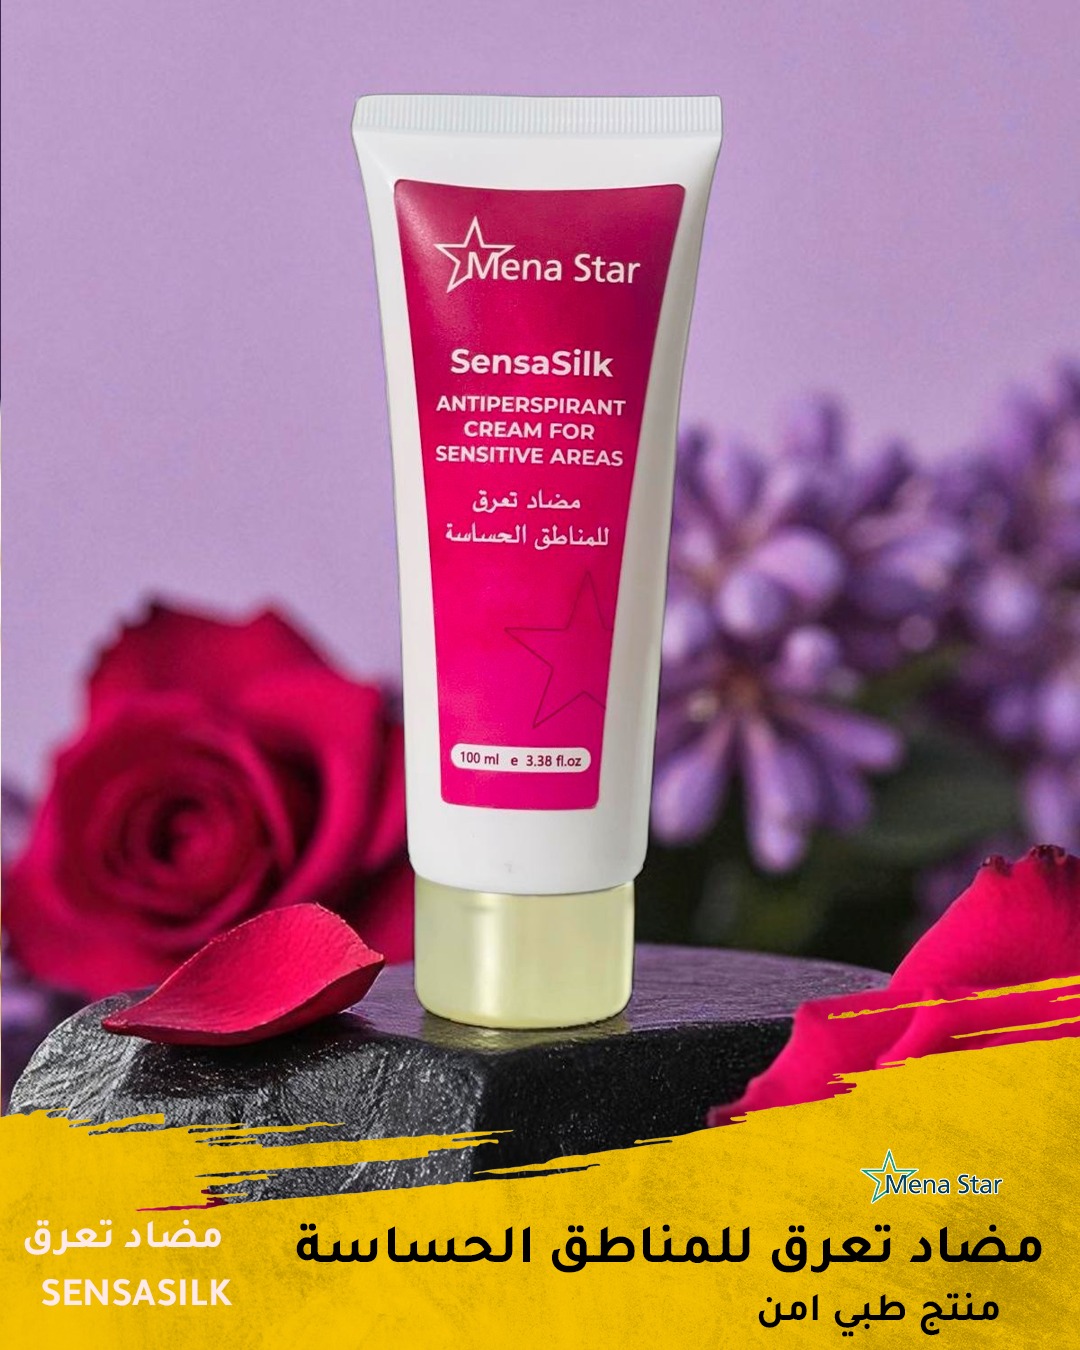 Mena Star
SensaSilk
ANTIPERSPIRANT
CREAM FOR
SENSITIVE AREAS
مضاد تعرق
للمناطق الحساسة
100 ml e 3.38 fl.oz
Mena Star
مضاد تعرق للمناطق الحساسة
منتج طبي امن
مضاد تعرق
SENSASILK